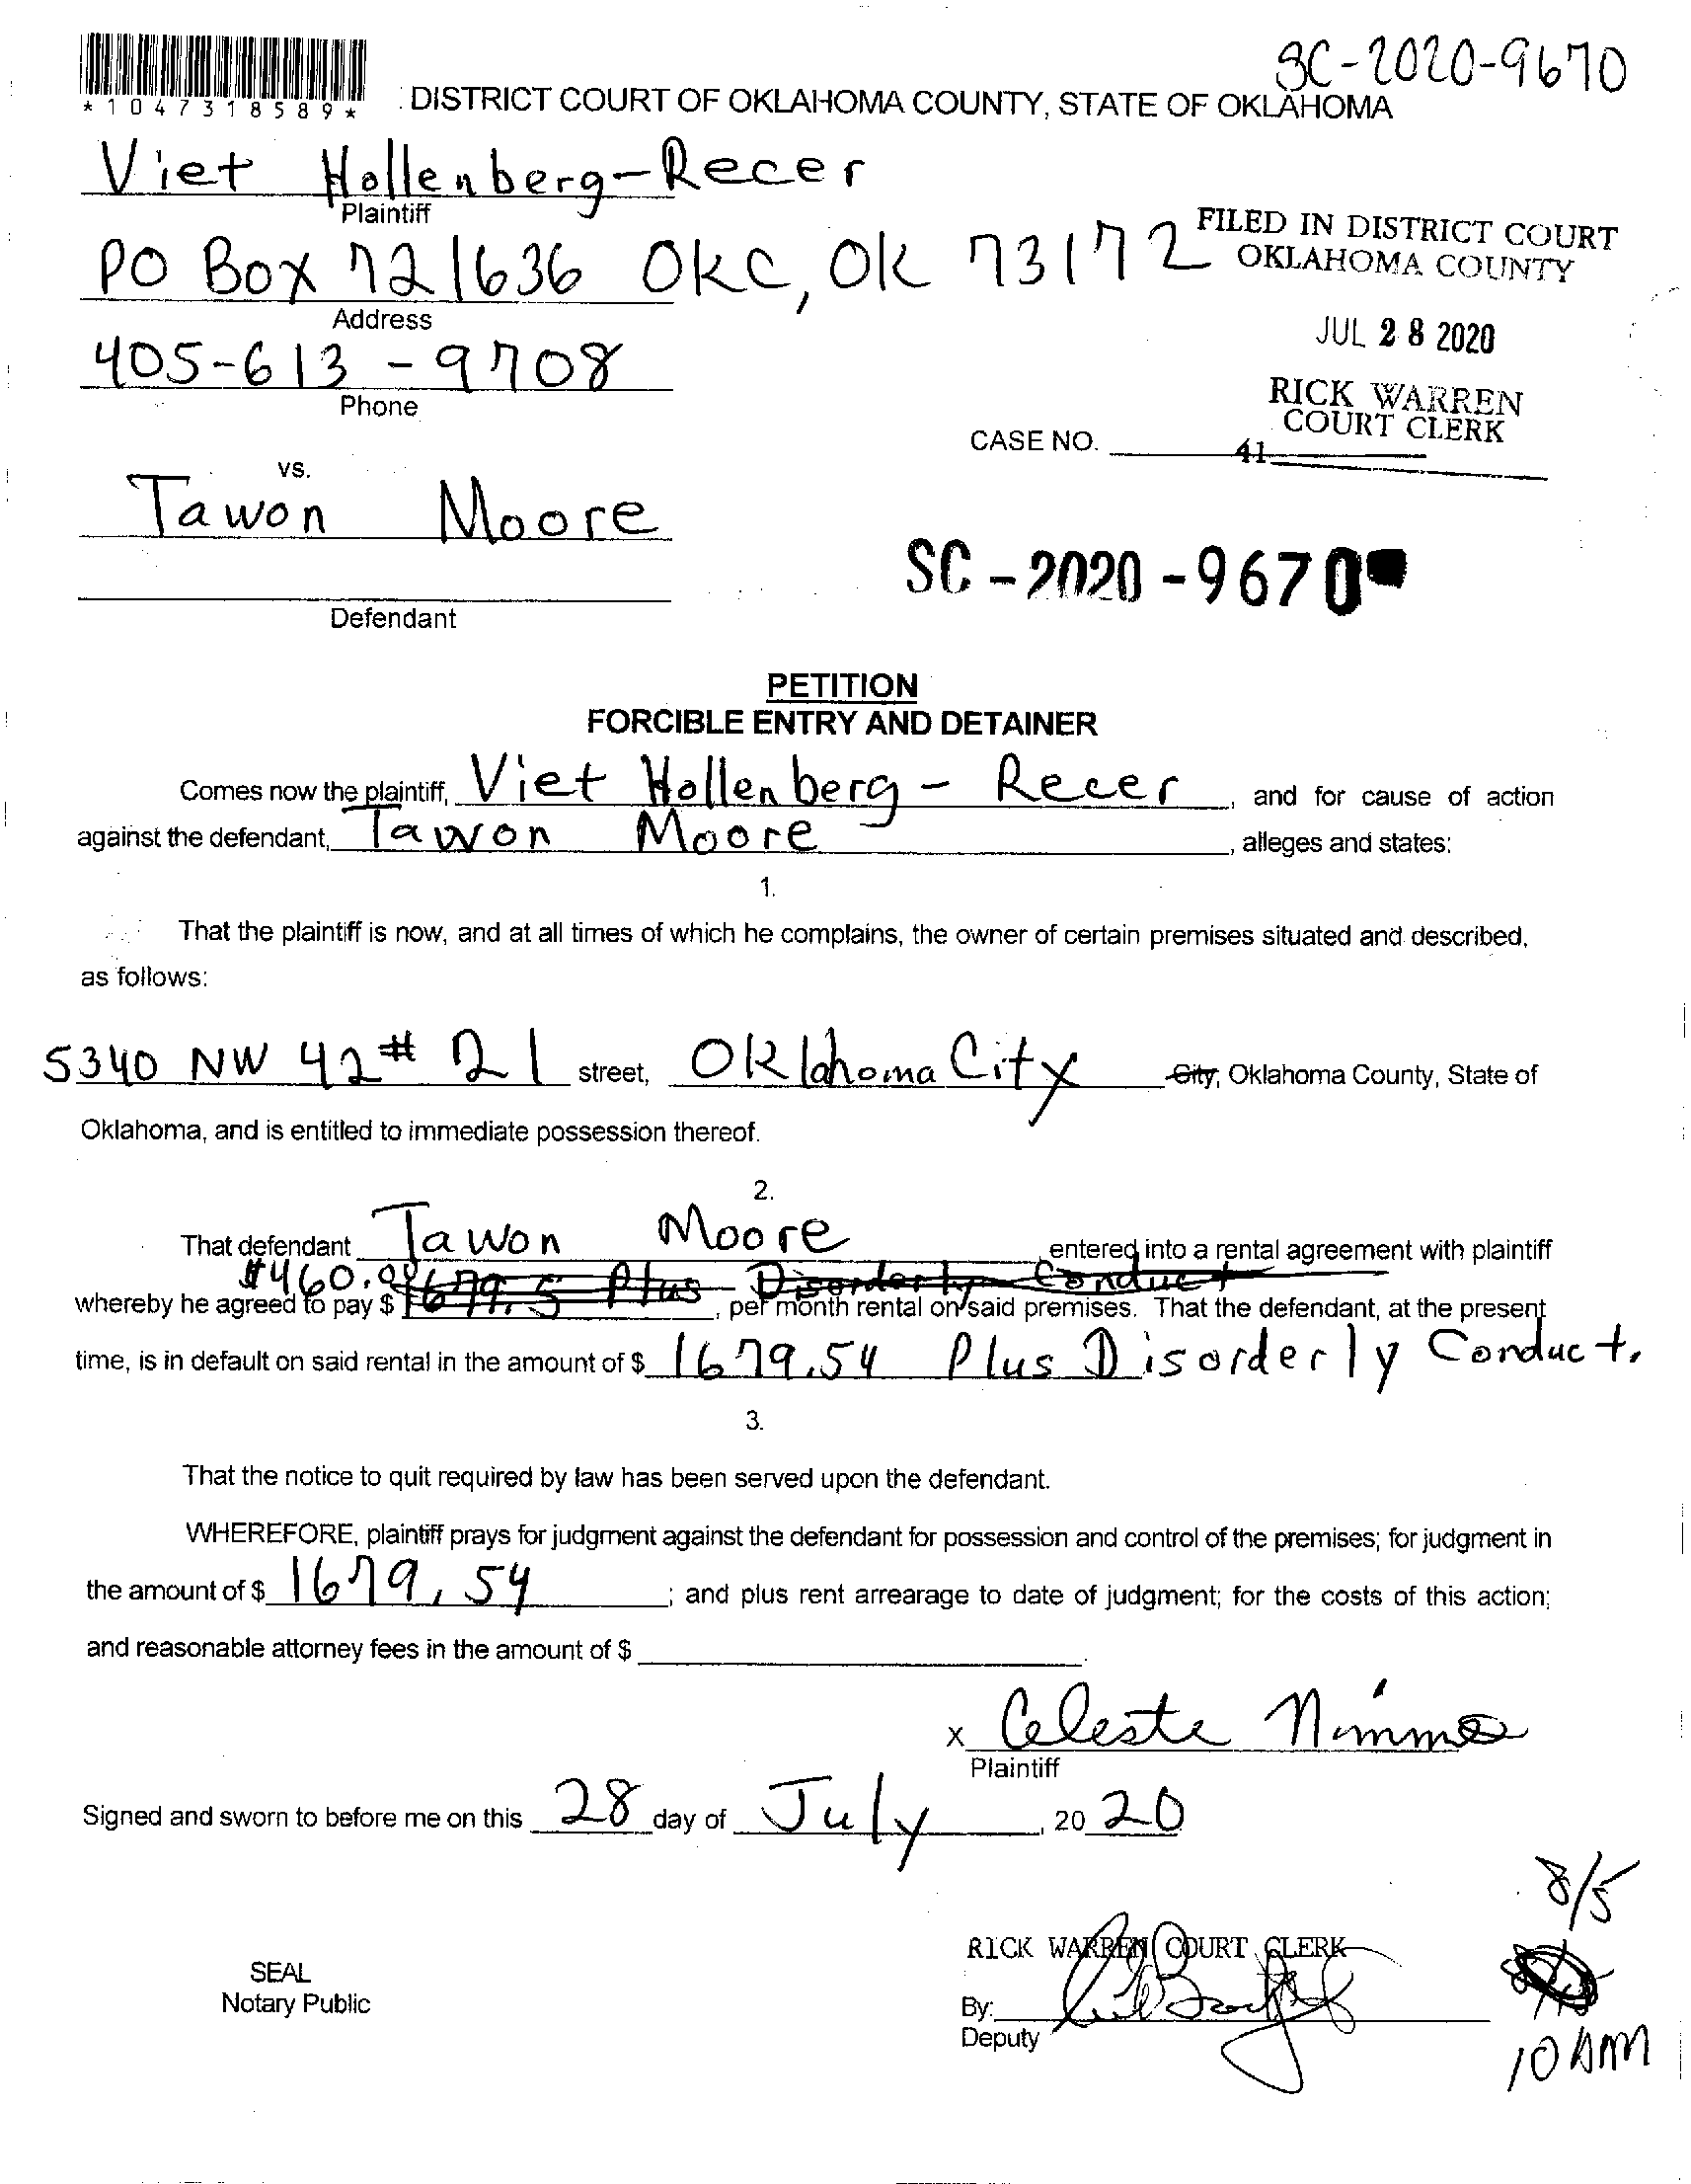 SC-2020-9670
*1047318589*
DISTRICT COURT OF OKLAHOMA COUNTY, STATE OF OKLAHOMA
Viet Hollenberg-Recer
Plaintiff
PO Box 721636 OKC, OK 73172
FILED IN DISTRICT COURT
OKLAHOMA COUNTY
Address
JUL 28 2020
405-613-9708
Phone
RICK WARREN
COURT CLERK
CASE NO.
41
vs.
Tawon Moore
SC-2020-9670
Defendant
PETITION
FORCIBLE ENTRY AND DETAINER
Comes now the plaintiff, Viet Hollenberg-Recer, and for cause of action
against the defendant, Tawon Moore, alleges and states:
1.
That the plaintiff is now, and at all times of which he complains, the owner of certain premises situated and described,
as follows:
5340 NW 42 # 21 street, Oklahoma City City, Oklahoma County, State of
Oklahoma, and is entitled to immediate possession thereof.
2.
That defendant Tawon Moore, entered into a rental agreement with plaintiff
$460.00
whereby he agreed to pay $ 1679.5 Plus Disorderly Conduct, per month rental on said premises. That the defendant, at the present
time, is in default on said rental in the amount of $ 1679.54 Plus Disorderly Conduct.
3.
That the notice to quit required by law has been served upon the defendant.
WHEREFORE, plaintiff prays for judgment against the defendant for possession and control of the premises; for judgment in
the amount of $ 1679.54; and plus rent arrearage to date of judgment; for the costs of this action;
and reasonable attorney fees in the amount of $
x Celeste Nimmo
Plaintiff
Signed and sworn to before me on this 28 day of July, 20 20
8/5
RICK WARREN COURT CLERK
SEAL
Notary Public
By:
Deputy
10 AM